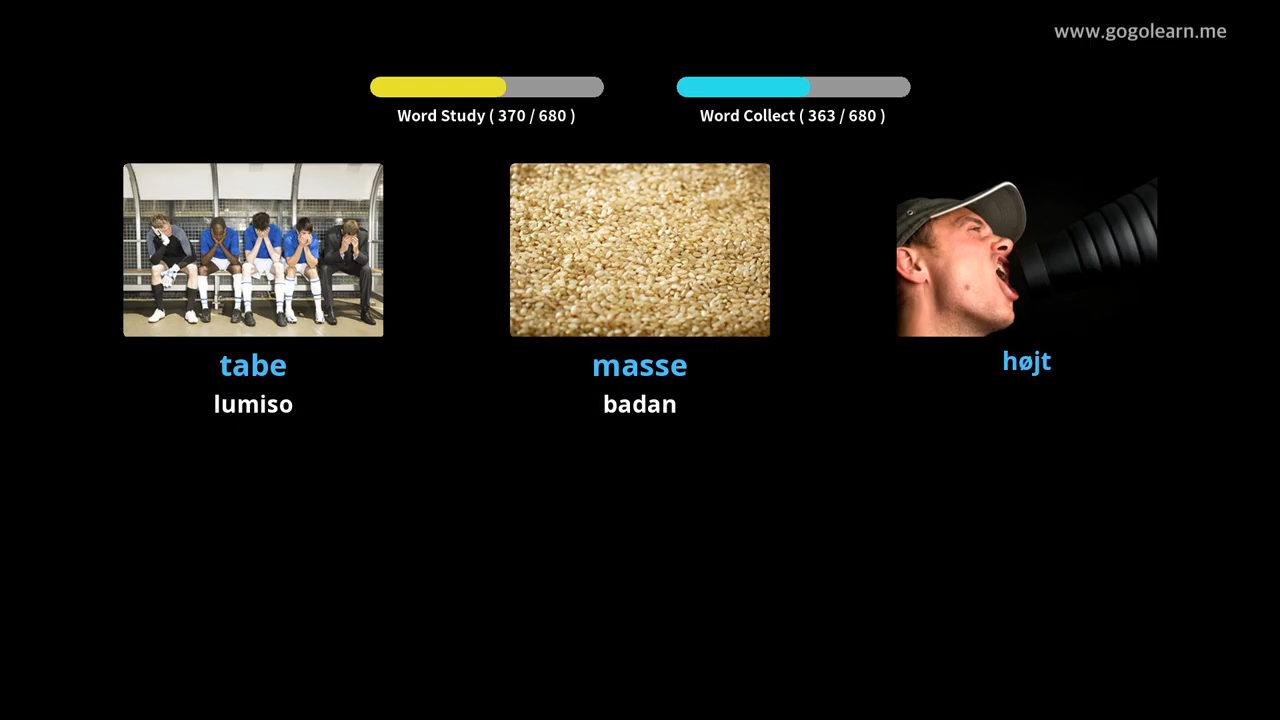 www.gogolearn.me
Word Study ( 370 / 680 )
Word Collect ( 363 / 680 )
tabe
lumiso
masse
badan
højt